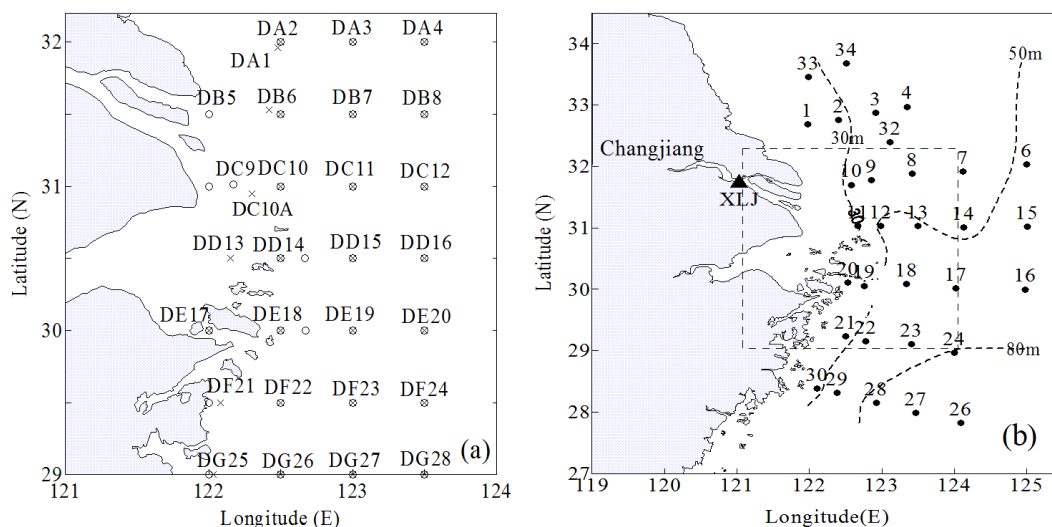 32
31
30
29
121
122
123
124
Latitude (N)
Longitude (E)
DA2 DA3 DA4
DA1
DB5 DB6 DB7 DB8
DC9 DC10 DC11 DC12
DC10A
DD13 DD14 DD15 DD16
DE17 DE18 DE19 DE20
DF21 DF22 DF23 DF24
DG25 DG26 DG27 DG28
(a)
34
33
32
31
30
29
28
27
119
120
121
122
123
124
125
Latitude (N)
Longitude(E)
33 34
50m
1 2 3 4
30m 32
Changjiang
XLJ
10 9 8 7 6
11 12 13 14 15
20 19 18 17 16
21 22 23 24
80m
30 29 28 27 26
(b)